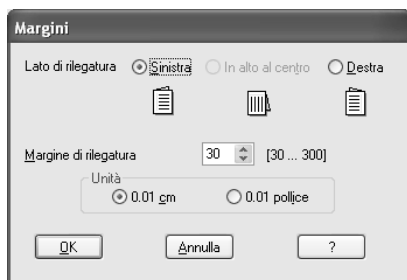 Margini
Lato di rilegatura Sinistra In alto al centro Destra
Margine di rilegatura 30 [30 ... 300]
Unità
0.01 cm 0.01 pollice
OK Annulla ?